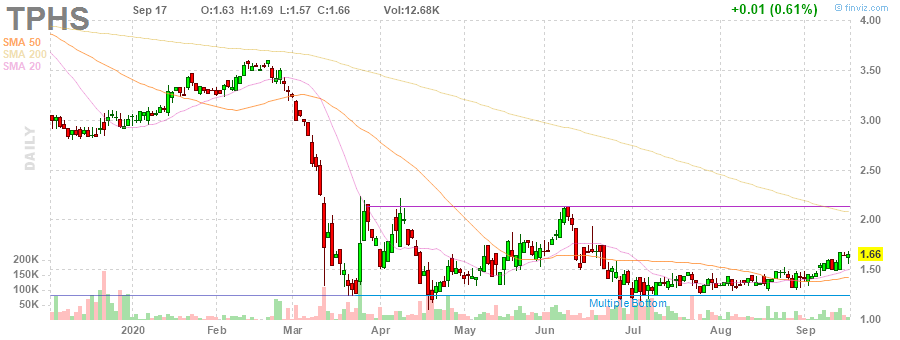 TPHS Sep 17 O:1.63 H:1.69 L:1.57 C:1.66 Vol:12.68K +0.01 (0.61%) © finviz.com
SMA 50
SMA 200
SMA 20
DAILY
4.00
3.50
3.00
2.50
2.00
1.66
1.50
1.00
200K
150K
100K
50K
Multiple Bottom
2020 Feb Mar Apr May Jun Jul Aug Sep